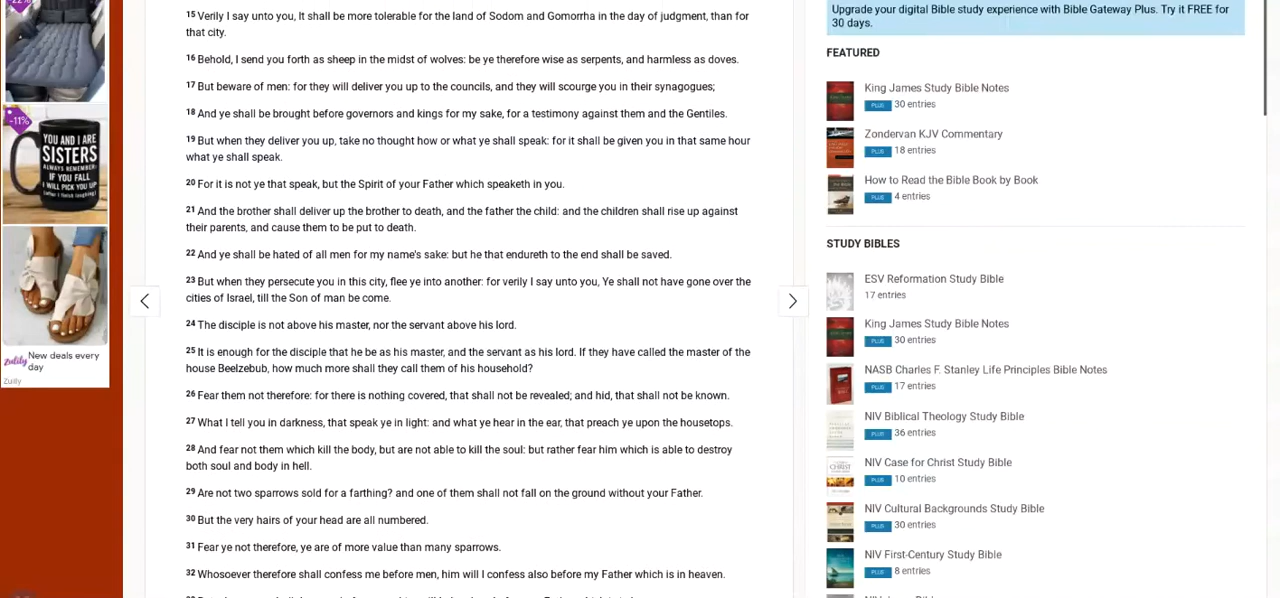 -22%
15 Verily I say unto you, It shall be more tolerable for the land of Sodom and Gomorrha in the day of judgment, than for
that city.
16 Behold, I send you forth as sheep in the midst of wolves: be ye therefore wise as serpents, and harmless as doves.
17 But beware of men: for they will deliver you up to the councils, and they will scourge you in their synagogues;
18 And ye shall be brought before governors and kings for my sake, for a testimony against them and the Gentiles.
19 But when they deliver you up, take no thought how or what ye shall speak: for it shall be given you in that same hour
what ye shall speak.
20 For it is not ye that speak, but the Spirit of your Father which speaketh in you.
21 And the brother shall deliver up the brother to death, and the father the child: and the children shall rise up against
their parents, and cause them to be put to death.
22 And ye shall be hated of all men for my name's sake: but he that endureth to the end shall be saved.
23 But when they persecute you in this city, flee ye into another: for verily I say unto you, Ye shall not have gone over the
cities of Israel, till the Son of man be come.
24 The disciple is not above his master, nor the servant above his lord.
25 It is enough for the disciple that he be as his master, and the servant as his lord. If they have called the master of the
house Beelzebub, how much more shall they call them of his household?
26 Fear them not therefore: for there is nothing covered, that shall not be revealed; and hid, that shall not be known.
27 What I tell you in darkness, that speak ye in light: and what ye hear in the ear, that preach ye upon the housetops.
28 And fear not them which kill the body, but are not able to kill the soul: but rather fear him which is able to destroy
both soul and body in hell.
29 Are not two sparrows sold for a farthing? and one of them shall not fall on the ground without your Father.
30 But the very hairs of your head are all numbered.
31 Fear ye not therefore, ye are of more value than many sparrows.
32 Whosoever therefore shall confess me before men, him will I confess also before my Father which is in heaven.
-11%
YOU AND I ARE
SISTERS
ALWAYS REMEMBER
IF YOU FALL
I WILL PICK YOU UP
(after I finish laughing)
zulily New deals every
day
Zulily
Upgrade your digital Bible study experience with Bible Gateway Plus. Try it FREE for
30 days.
FEATURED
King James Study Bible Notes
PLUS 30 entries
Zondervan KJV Commentary
PLUS 18 entries
How to Read the Bible Book by Book
PLUS 4 entries
STUDY BIBLES
ESV Reformation Study Bible
17 entries
King James Study Bible Notes
PLUS 30 entries
NASB Charles F. Stanley Life Principles Bible Notes
PLUS 17 entries
NIV Biblical Theology Study Bible
PLUS 36 entries
CHRIST
NIV Case for Christ Study Bible
PLUS 10 entries
NIV Cultural Backgrounds Study Bible
PLUS 30 entries
NIV First-Century Study Bible
PLUS 8 entries